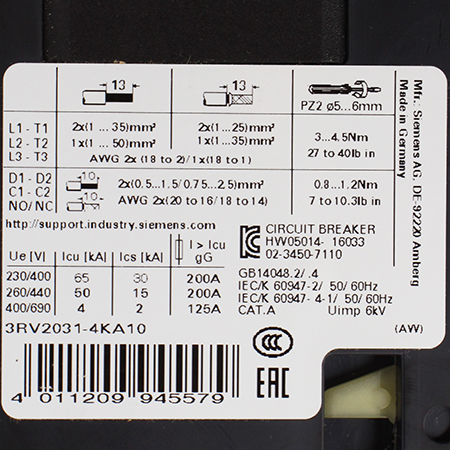 13
13
PZ2 ø5...6mm
L1 - T1
L2 - T2
L3 - T3
2x(1 ... 35)mm²
1x(1 ... 50)mm²
2x(1 ... 25)mm²
1x(1 ... 35)mm²
AWG 2x (18 to 2)/1x(18 to 1)
3...4.5Nm
27 to 40lb in
D1 - D2
C1 - C2
NO/NC
10
10
2x(0.5...1.5/0.75...2.5)mm²
AWG 2x(20 to 16/18 to 14)
0.8...1.2Nm
7 to 10.3lb in
http://support.industry.siemens.com
Ue [V] Icu [kA] Ics [kA] I > Icu gG
230/400 65 30 200A
260/440 50 15 200A
400/690 4 2 125A
CIRCUIT BREAKER
HW05014- 16033
02-3450-7110
GB14048.2/ .4
IEC/K 60947-2/ 50/ 60Hz
IEC/K 60947-4-1/ 50/ 60Hz
CAT.A Uimp 6kV
3RV2031-4KA10
(AW)
CCC
EAC
4 011209 945579
Mfr. Siemens AG, DE-92220 Amberg
Made in Germany